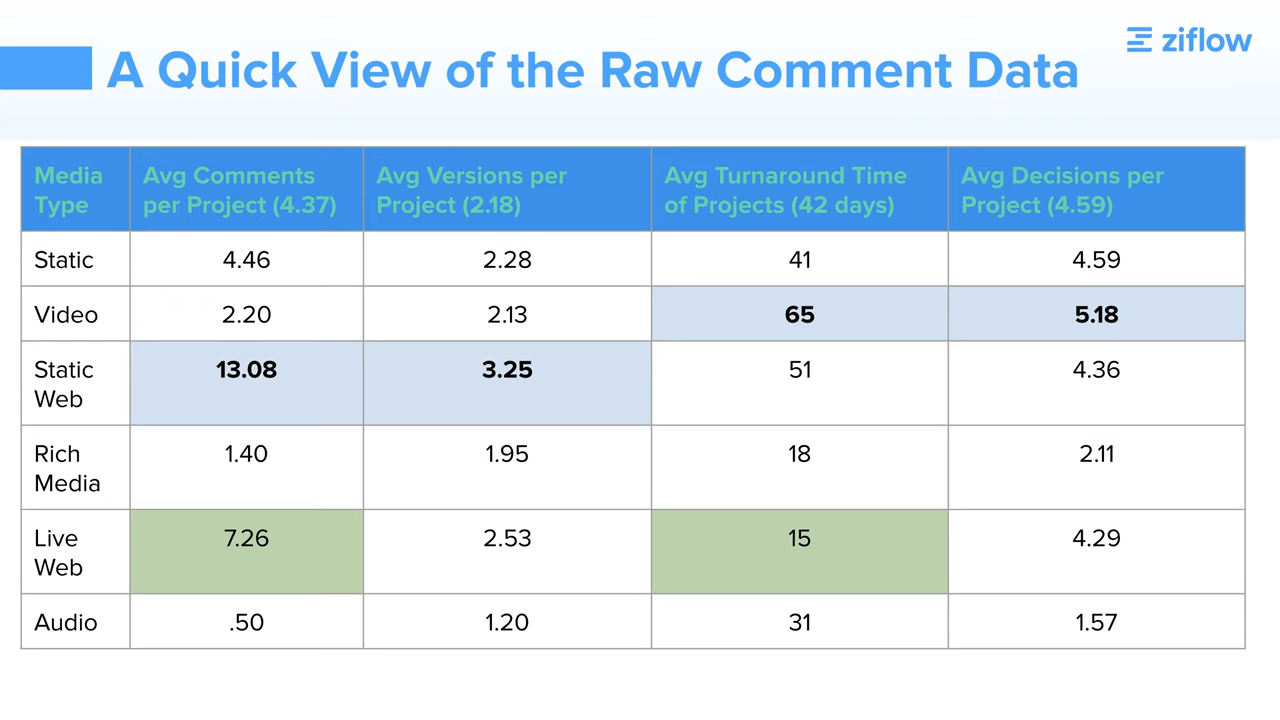 ziflow
A Quick View of the Raw Comment Data
Media Type | Avg Comments per Project (4.37) | Avg Versions per Project (2.18) | Avg Turnaround Time of Projects (42 days) | Avg Decisions per Project (4.59)
Static | 4.46 | 2.28 | 41 | 4.59
Video | 2.20 | 2.13 | 65 | 5.18
Static Web | 13.08 | 3.25 | 51 | 4.36
Rich Media | 1.40 | 1.95 | 18 | 2.11
Live Web | 7.26 | 2.53 | 15 | 4.29
Audio | .50 | 1.20 | 31 | 1.57